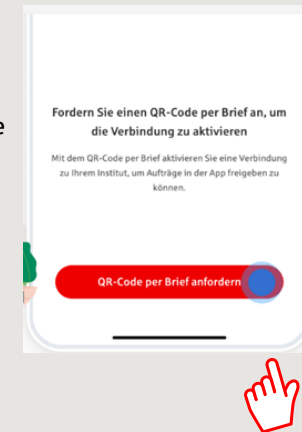 Fordern Sie einen QR-Code per Brief an, um
die Verbindung zu aktivieren
Mit dem QR-Code per Brief aktivieren Sie eine Verbindung
zu Ihrem Institut, um Aufträge in der App freigeben zu
können.
QR-Code per Brief anfordern